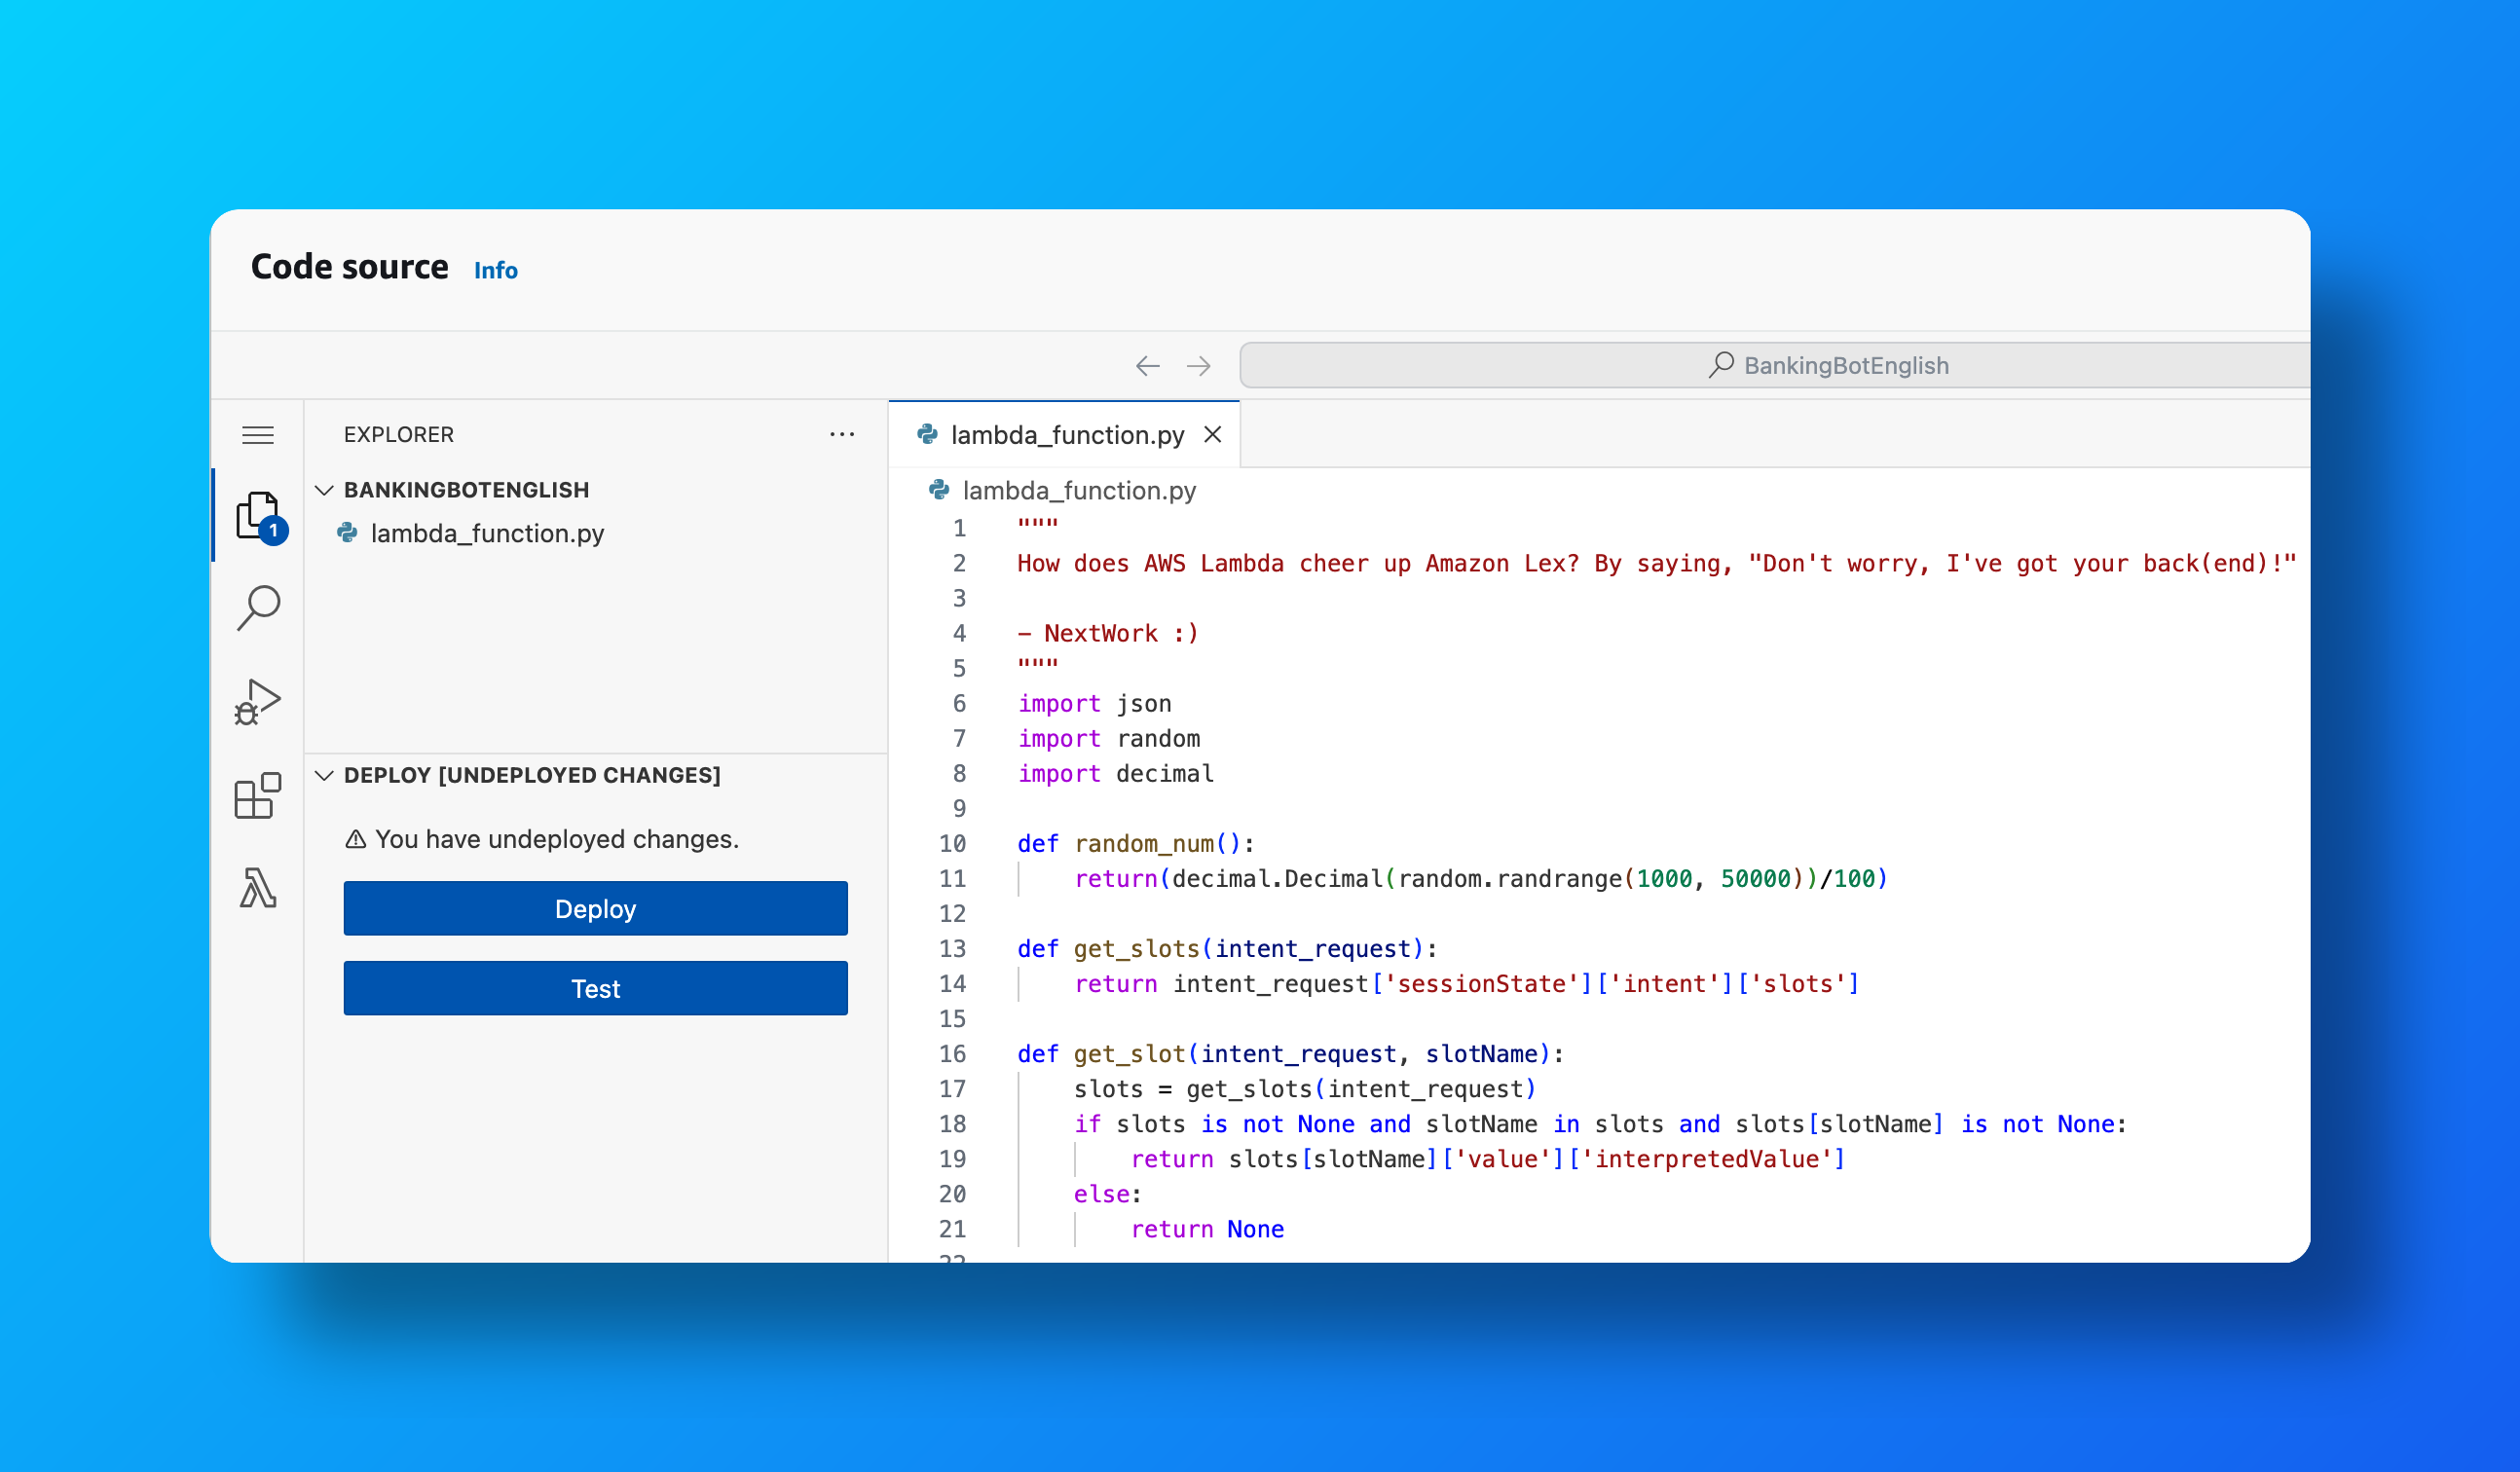 Code source Info
BankingBotEnglish
EXPLORER
BANKINGBOTENGLISH
lambda_function.py
1
DEPLOY [UNDEPLOYED CHANGES]
You have undeployed changes.
Deploy
Test
lambda_function.py
lambda_function.py
1 """
2 How does AWS Lambda cheer up Amazon Lex? By saying, "Don't worry, I've got your back(end)!"
3
4 – NextWork :)
5 """
6 import json
7 import random
8 import decimal
9
10 def random_num():
11     return(decimal.Decimal(random.randrange(1000, 50000))/100)
12
13 def get_slots(intent_request):
14     return intent_request['sessionState']['intent']['slots']
15
16 def get_slot(intent_request, slotName):
17     slots = get_slots(intent_request)
18     if slots is not None and slotName in slots and slots[slotName] is not None:
19         return slots[slotName]['value']['interpretedValue']
20     else:
21         return None